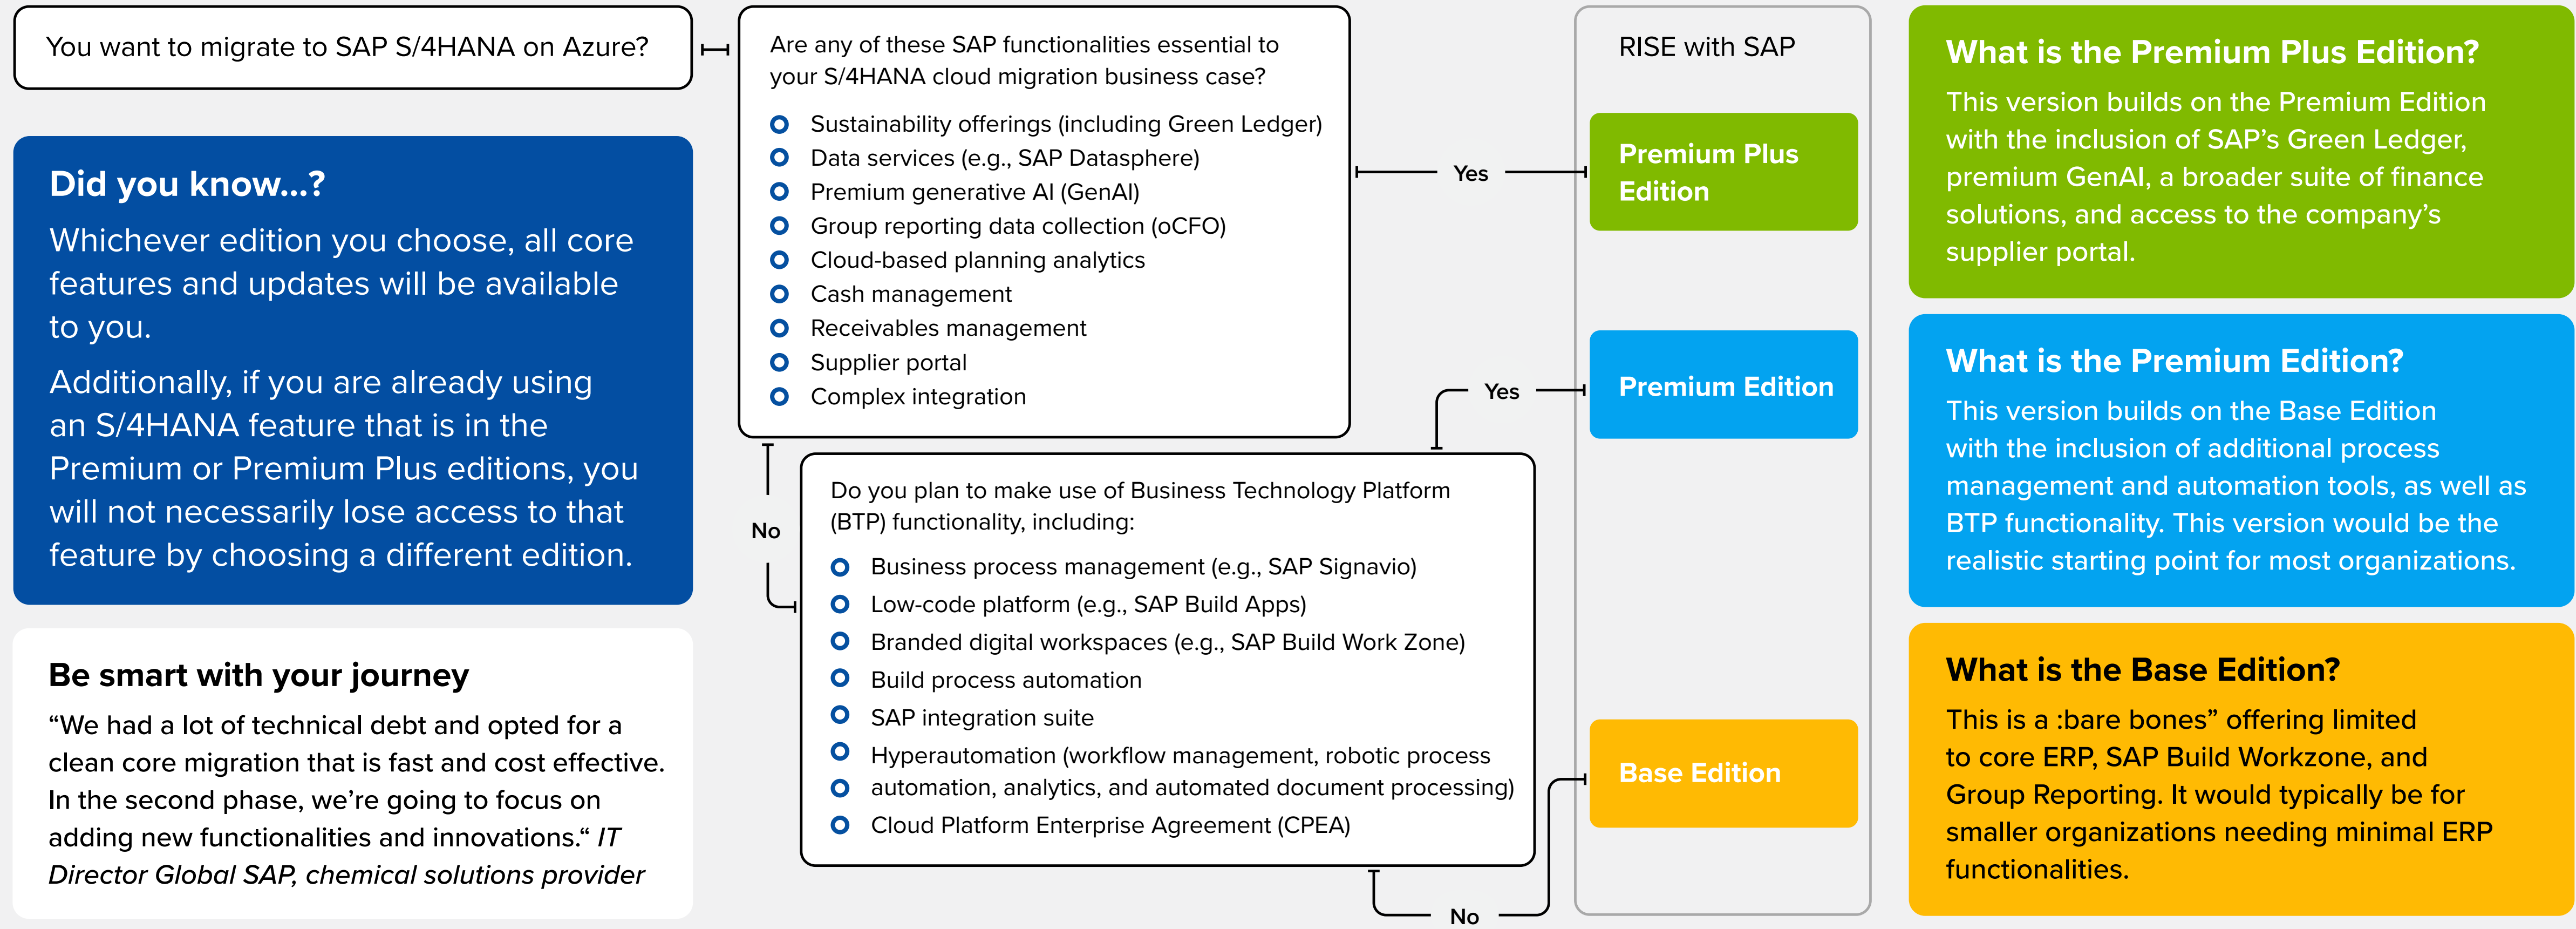 You want to migrate to SAP S/4HANA on Azure?
Did you know...?
Whichever edition you choose, all core
features and updates will be available
to you.
Additionally, if you are already using
an S/4HANA feature that is in the
Premium or Premium Plus editions, you
will not necessarily lose access to that
feature by choosing a different edition.
Be smart with your journey
“We had a lot of technical debt and opted for a
clean core migration that is fast and cost effective.
In the second phase, we’re going to focus on
adding new functionalities and innovations.“ IT
Director Global SAP, chemical solutions provider
Are any of these SAP functionalities essential to
your S/4HANA cloud migration business case?
Sustainability offerings (including Green Ledger)
Data services (e.g., SAP Datasphere)
Premium generative AI (GenAI)
Group reporting data collection (oCFO)
Cloud-based planning analytics
Cash management
Receivables management
Supplier portal
Complex integration
Yes
No
Do you plan to make use of Business Technology Platform
(BTP) functionality, including:
Business process management (e.g., SAP Signavio)
Low-code platform (e.g., SAP Build Apps)
Branded digital workspaces (e.g., SAP Build Work Zone)
Build process automation
SAP integration suite
Hyperautomation (workflow management, robotic process
automation, analytics, and automated document processing)
Cloud Platform Enterprise Agreement (CPEA)
Yes
No
RISE with SAP
Premium Plus
Edition
Premium Edition
Base Edition
What is the Premium Plus Edition?
This version builds on the Premium Edition
with the inclusion of SAP’s Green Ledger,
premium GenAI, a broader suite of finance
solutions, and access to the company’s
supplier portal.
What is the Premium Edition?
This version builds on the Base Edition
with the inclusion of additional process
management and automation tools, as well as
BTP functionality. This version would be the
realistic starting point for most organizations.
What is the Base Edition?
This is a :bare bones” offering limited
to core ERP, SAP Build Workzone, and
Group Reporting. It would typically be for
smaller organizations needing minimal ERP
functionalities.